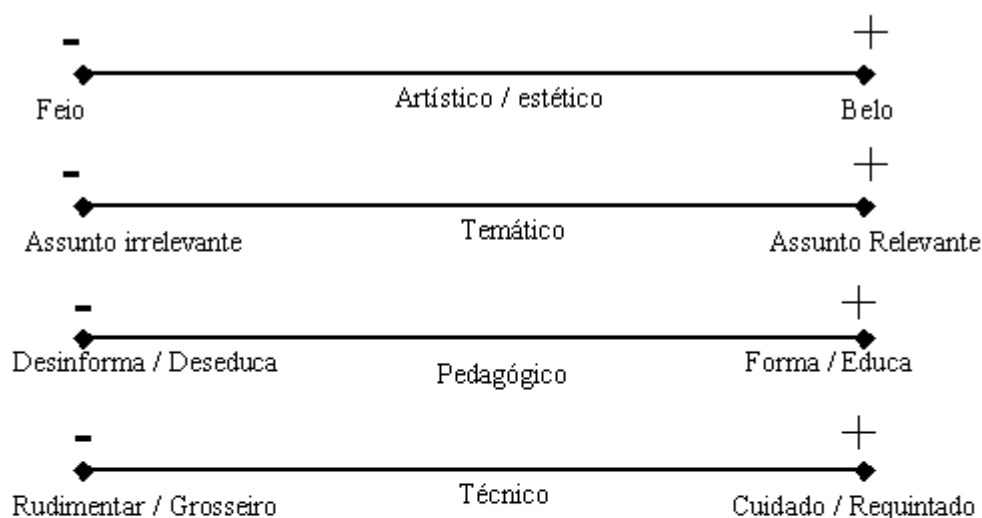 - +
Artístico / estético
Feio Belo
- +
Temático
Assunto irrelevante Assunto Relevante
- +
Desinforma / Deseduca Pedagógico Forma / Educa
- +
Rudimentar / Grosseiro Técnico Cuidado / Requintado